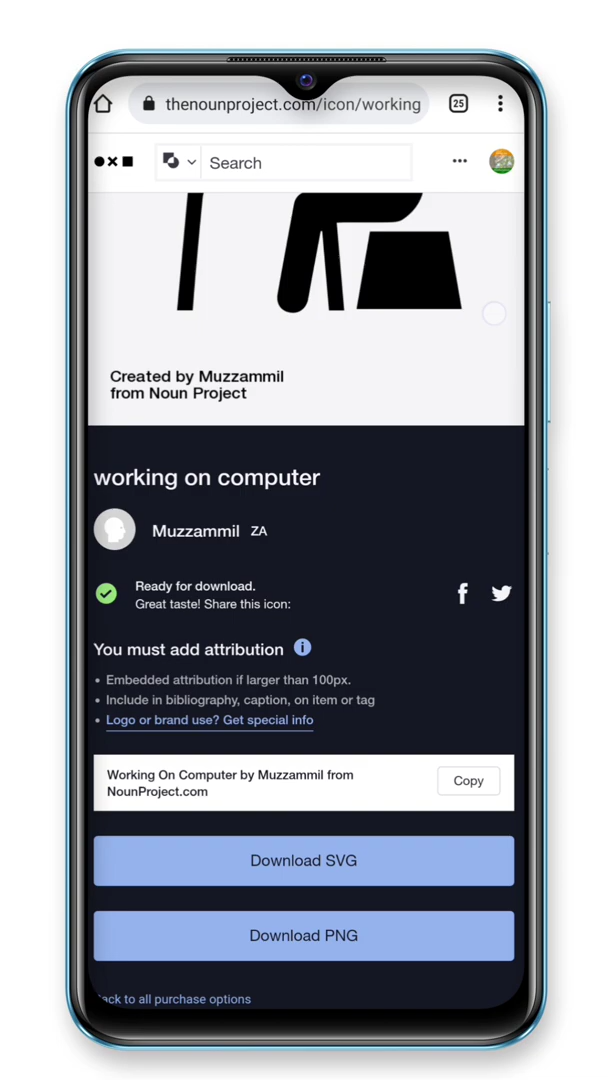 thenounproject.com/icon/working
25
Search
Created by Muzzammil
from Noun Project
working on computer
Muzzammil ZA
Ready for download.
Great taste! Share this icon:
You must add attribution
Embedded attribution if larger than 100px.
Include in bibliography, caption, on item or tag
Logo or brand use? Get special info
Working On Computer by Muzzammil from
NounProject.com
Copy
Download SVG
Download PNG
Back to all purchase options